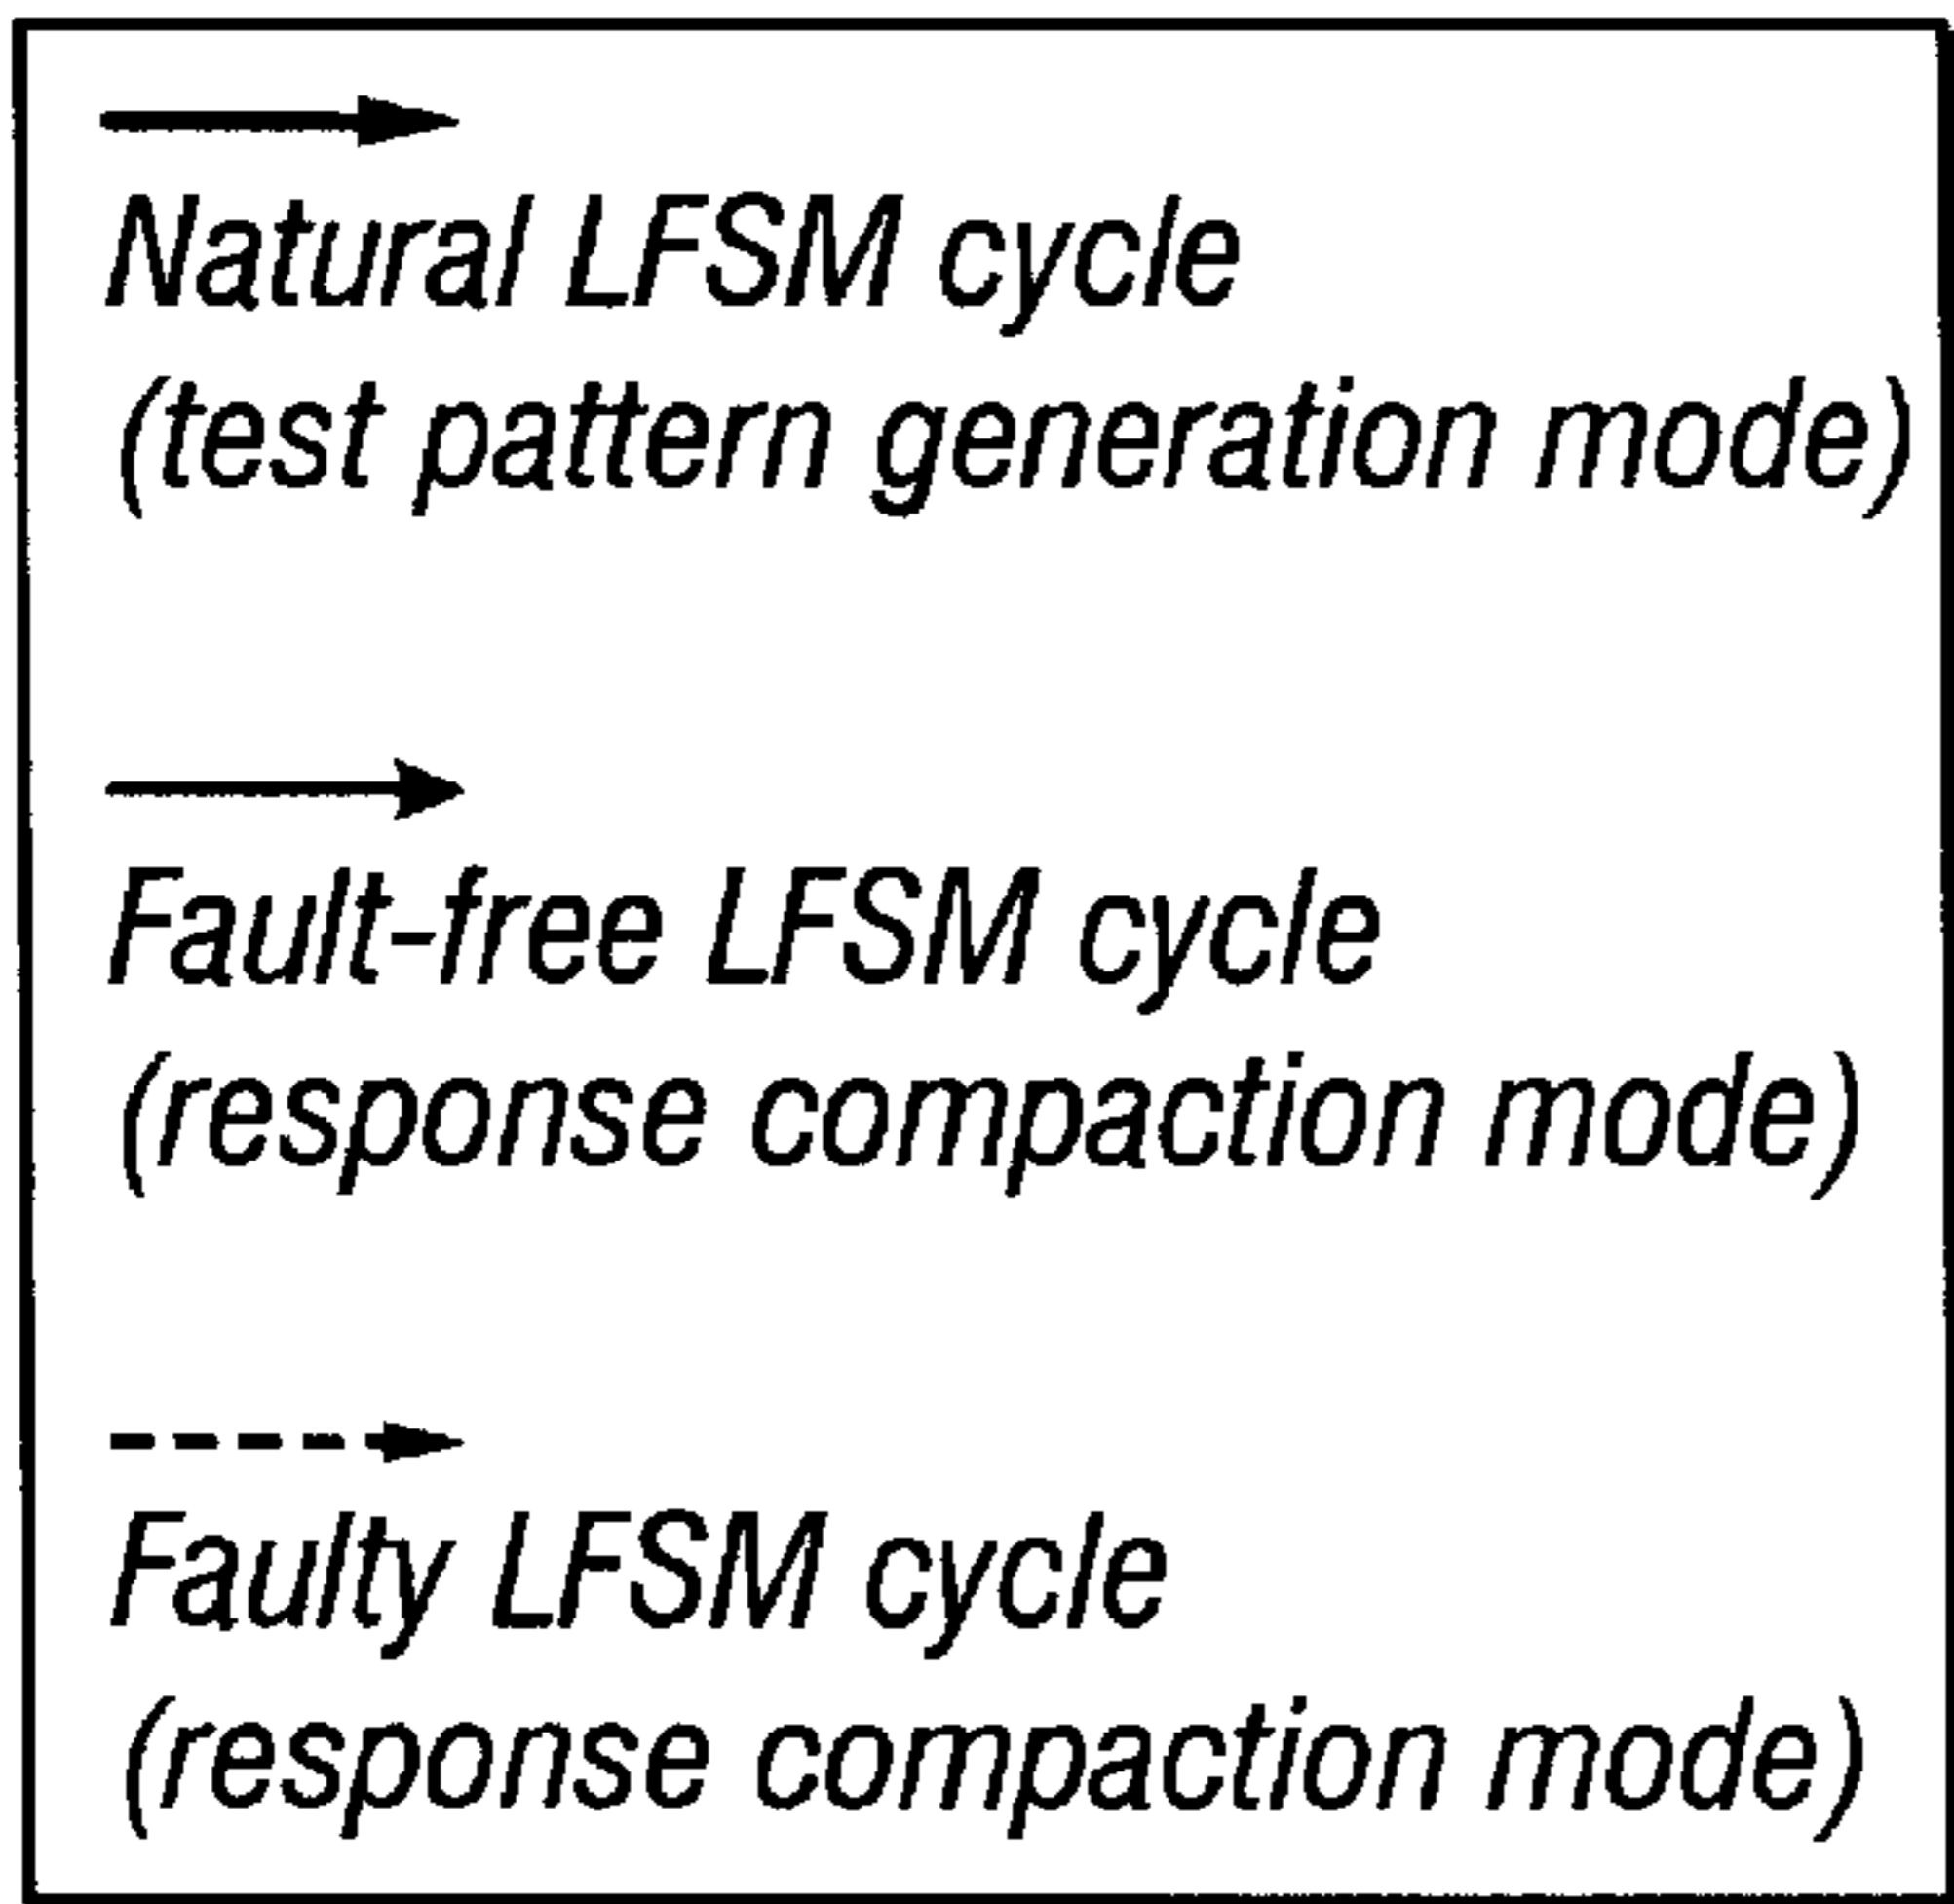 Natural LFSM cycle
(test pattern generation mode)
Fault-free LFSM cycle
(response compaction mode)
Faulty LFSM cycle
(response compaction mode)